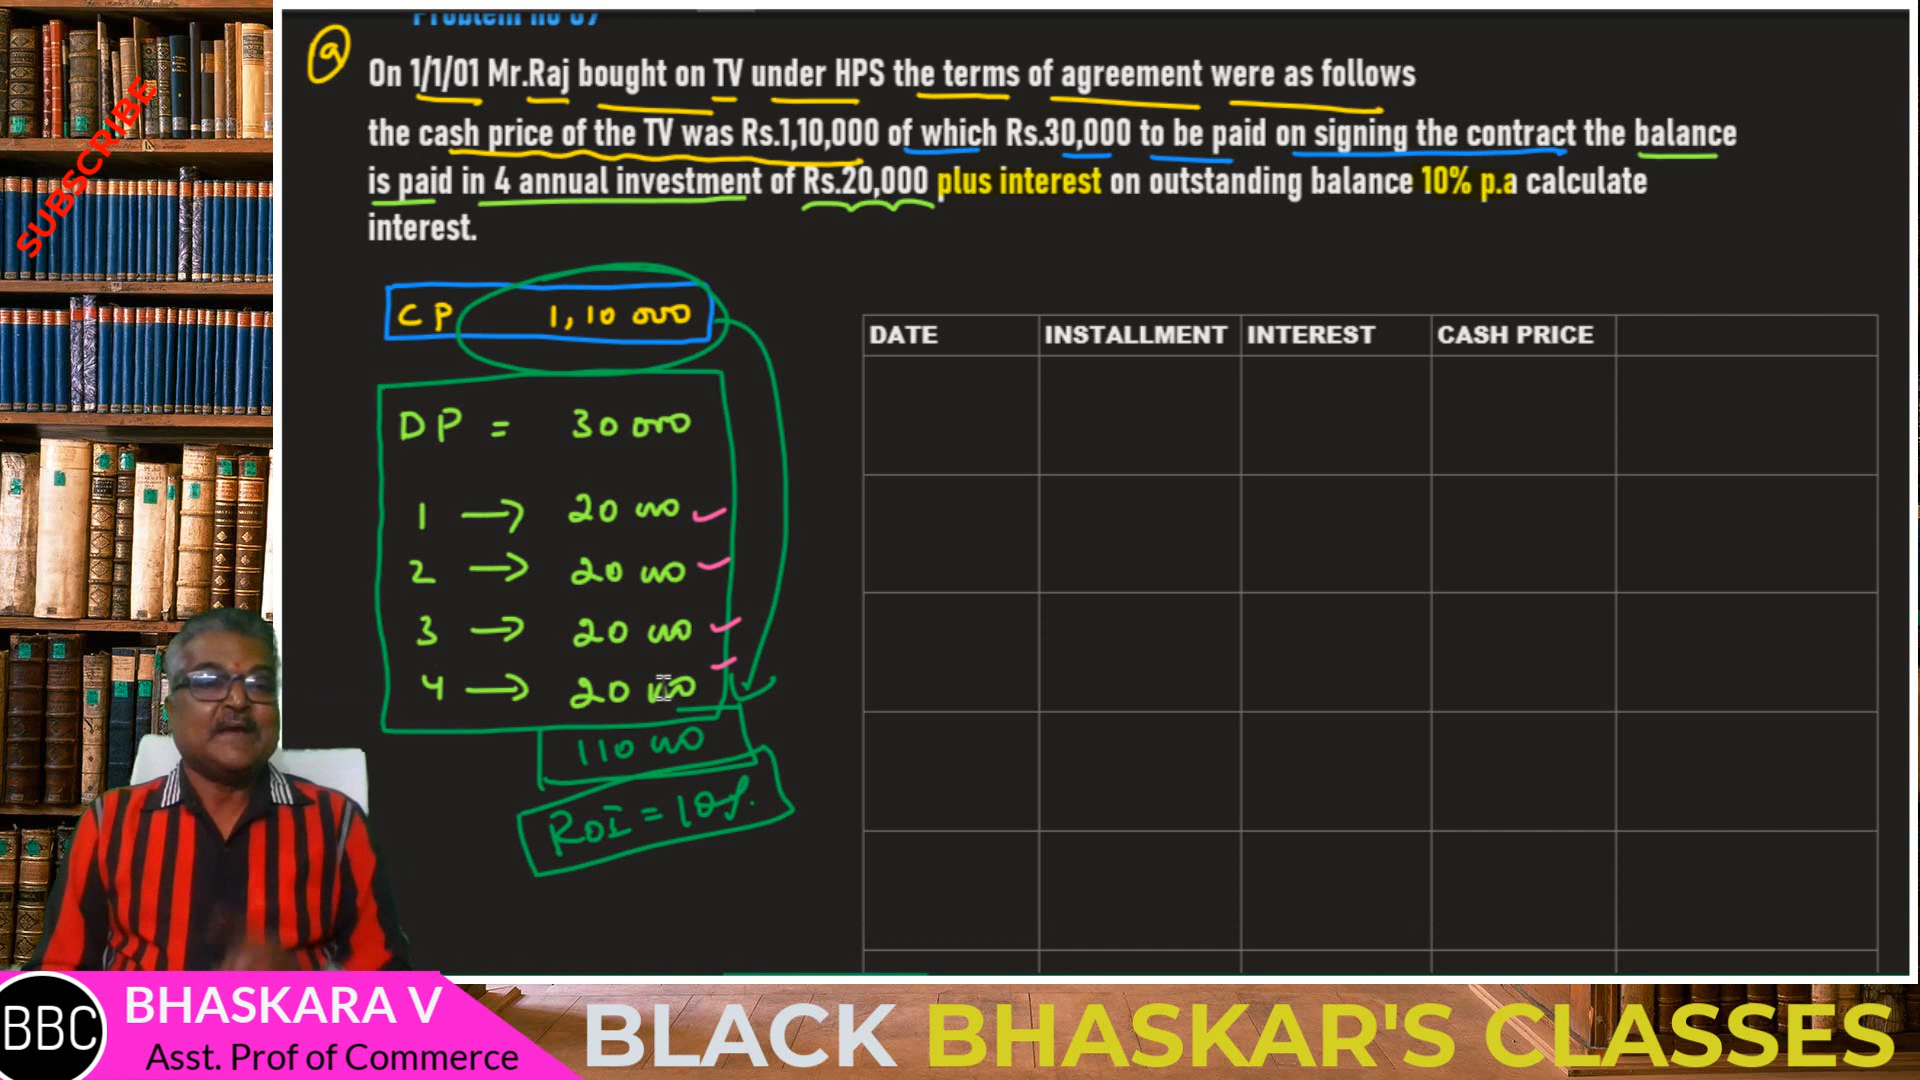 Problem no 07
a
On 1/1/01 Mr.Raj bought on TV under HPS the terms of agreement were as follows
the cash price of the TV was Rs.1,10,000 of which Rs.30,000 to be paid on signing the contract the balance
is paid in 4 annual investment of Rs.20,000 plus interest on outstanding balance 10% p.a calculate
interest.
SUBSCRIBE
CP 1,10 000
DP = 30 000
1 → 20 000
2 → 20 000
3 → 20 000
4 → 20 000
110 000
ROI = 10%.
DATE INSTALLMENT INTEREST CASH PRICE
BBC
BHASKARA V
Asst. Prof of Commerce
BLACK BHASKAR'S CLASSES